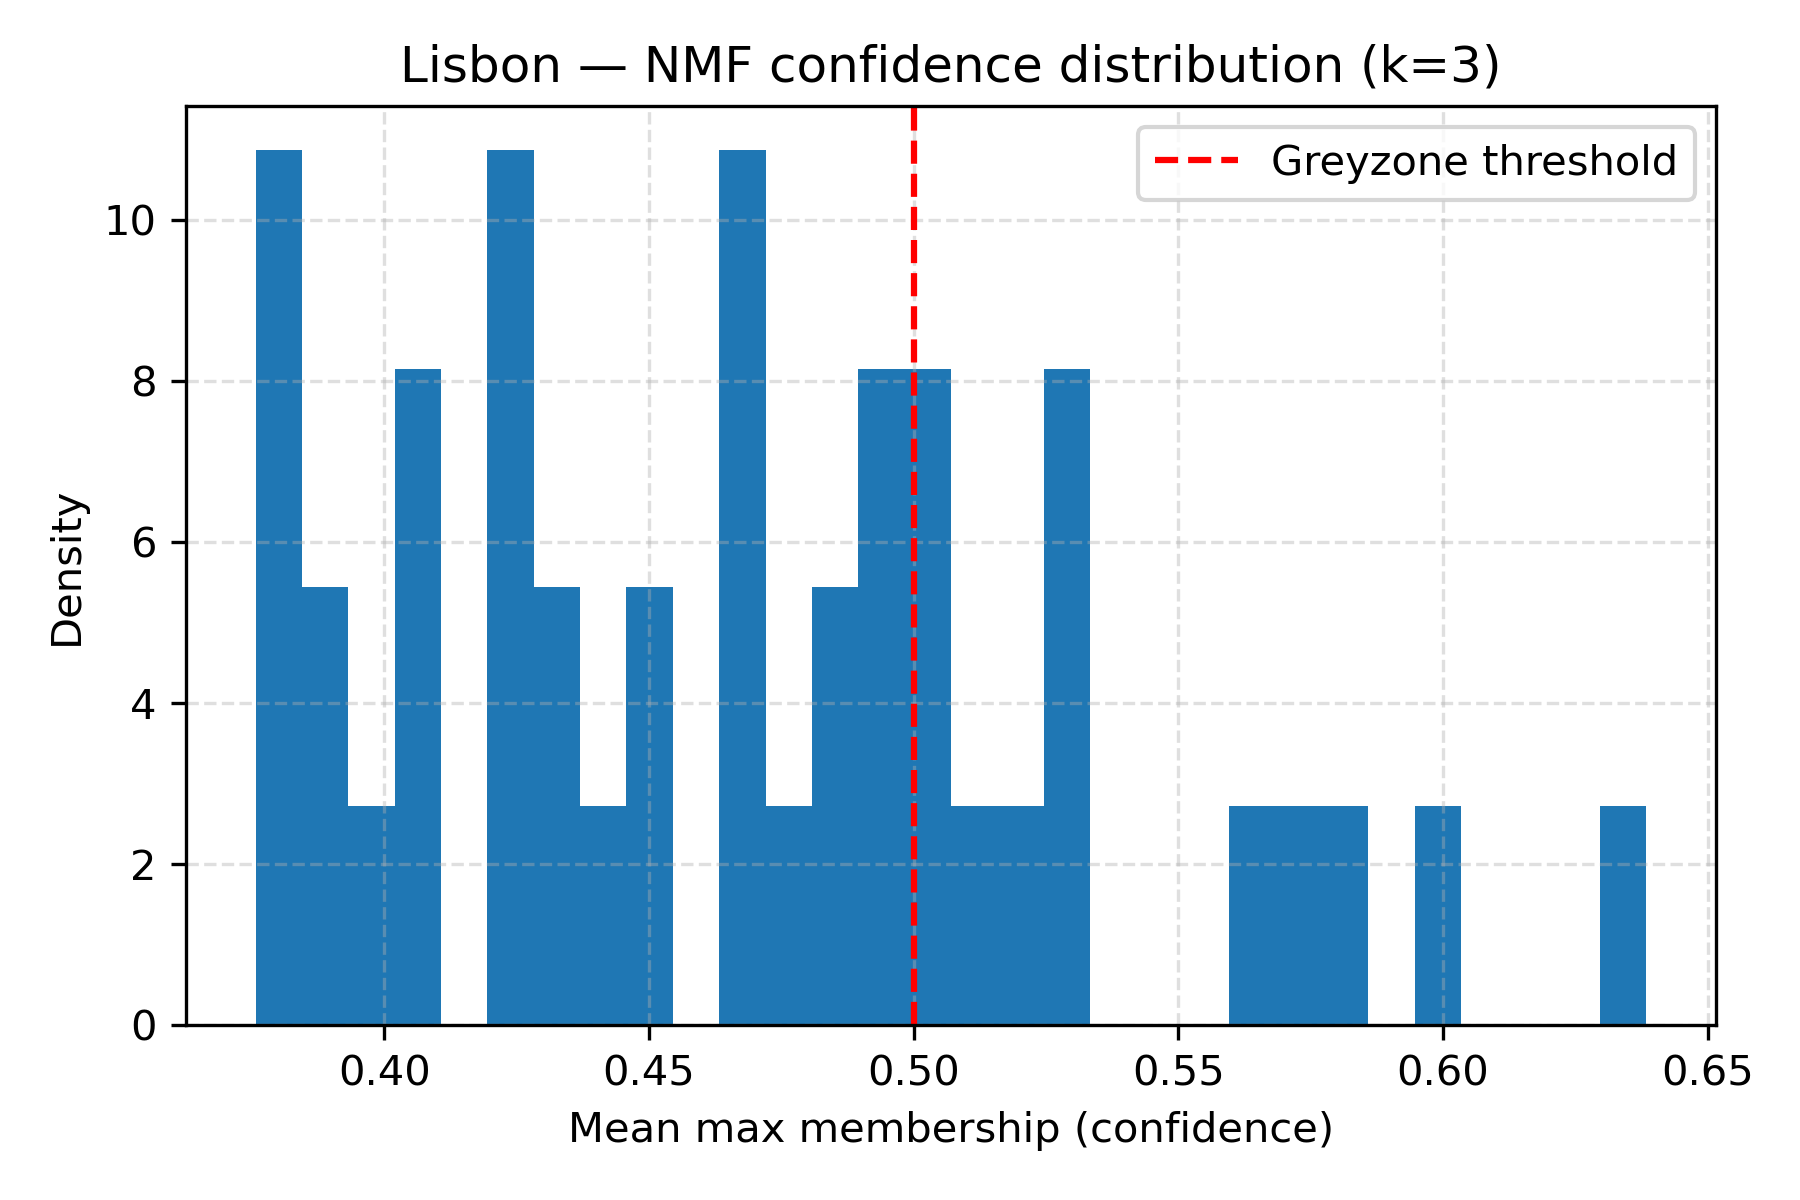 Lisbon — NMF confidence distribution (k=3)
Greyzone threshold
Density
10
8
6
4
2
0
0.40 0.45 0.50 0.55 0.60 0.65
Mean max membership (confidence)